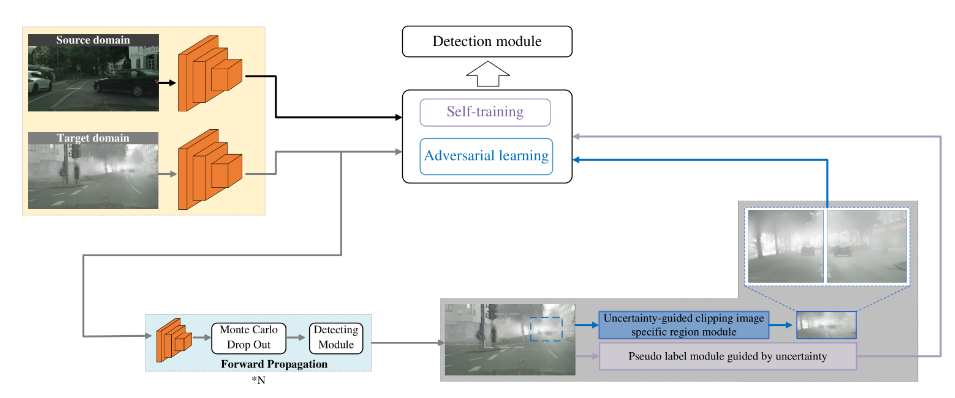 Source domain
Detection module
Self-training
Target domain
Adversarial learning
Monte Carlo
Drop Out
Detecting
Module
Forward Propagation
*N
Uncertainty-guided clipping image
specific region module
Pseudo label module guided by uncertainty